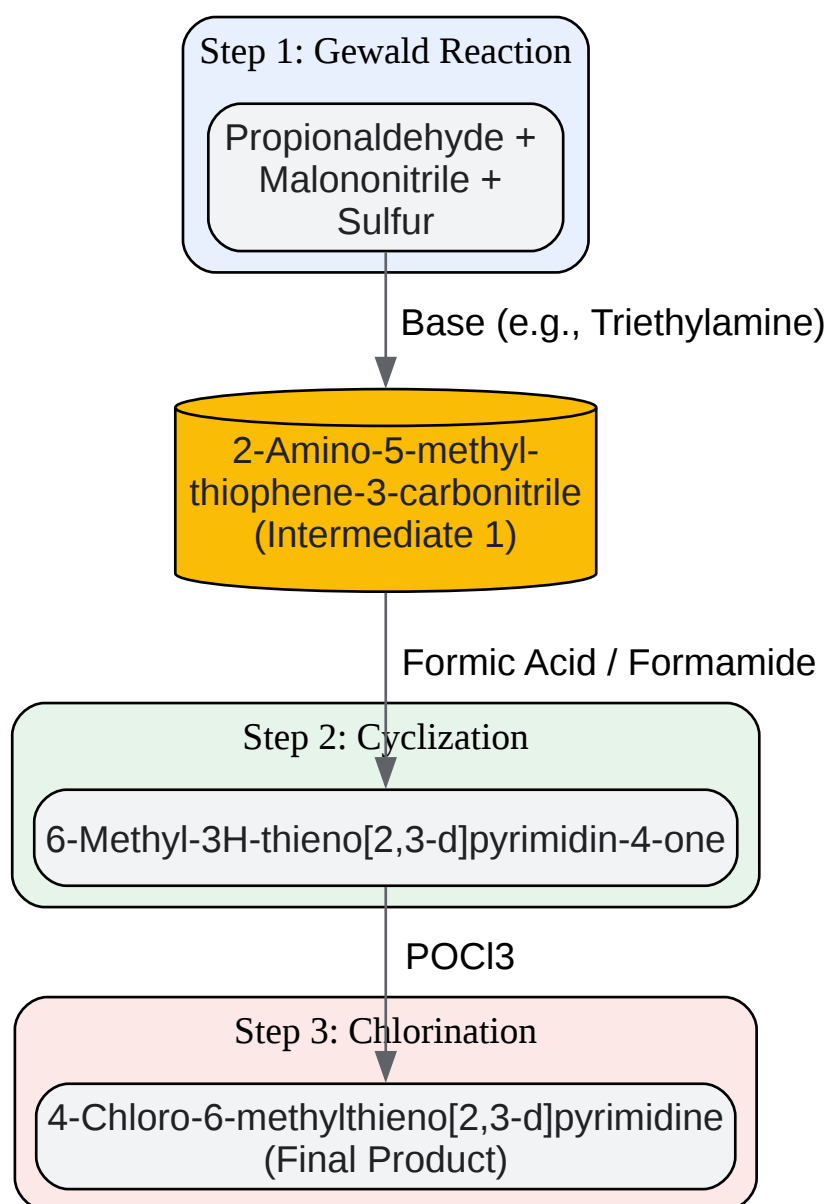 Step 1: Gewald Reaction
Propionaldehyde +
Malononitrile +
Sulfur
Base (e.g., Triethylamine)
2-Amino-5-methyl-
thiophene-3-carbonitrile
(Intermediate 1)
Formic Acid / Formamide
Step 2: Cyclization
6-Methyl-3H-thieno[2,3-d]pyrimidin-4-one
POCl3
Step 3: Chlorination
4-Chloro-6-methylthieno[2,3-d]pyrimidine
(Final Product)